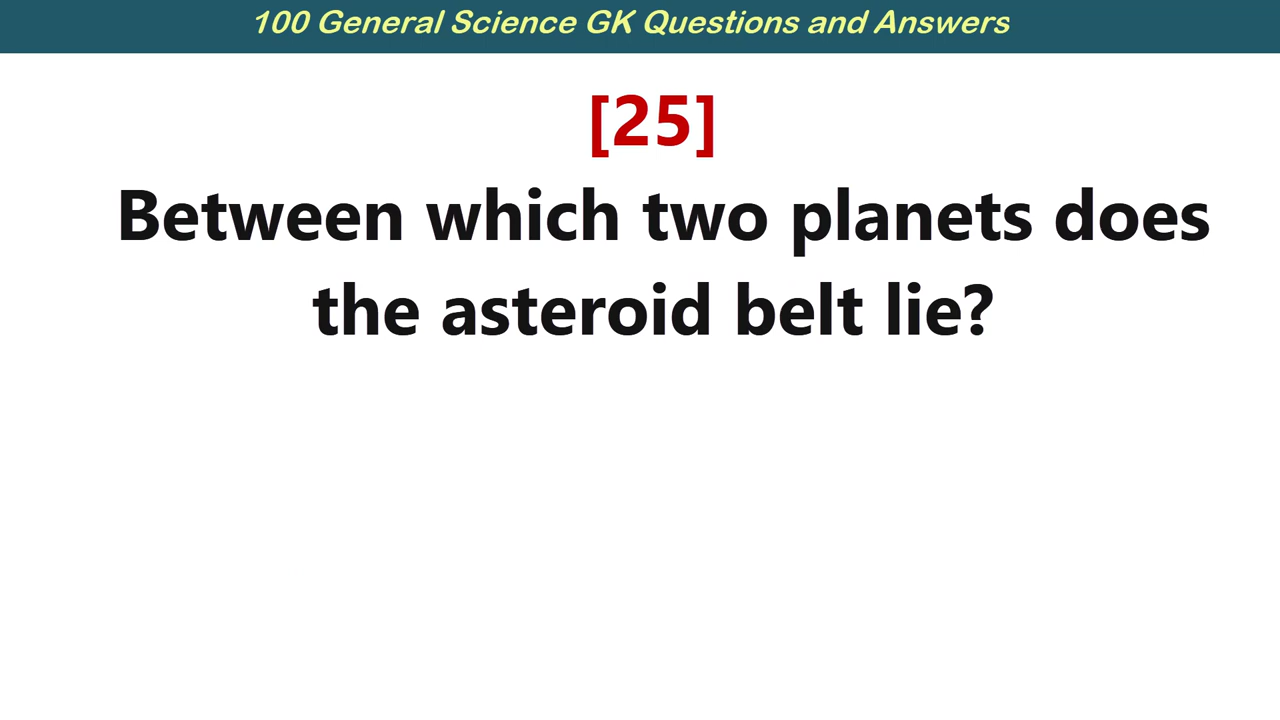 100 General Science GK Questions and Answers
[25]
Between which two planets does
the asteroid belt lie?